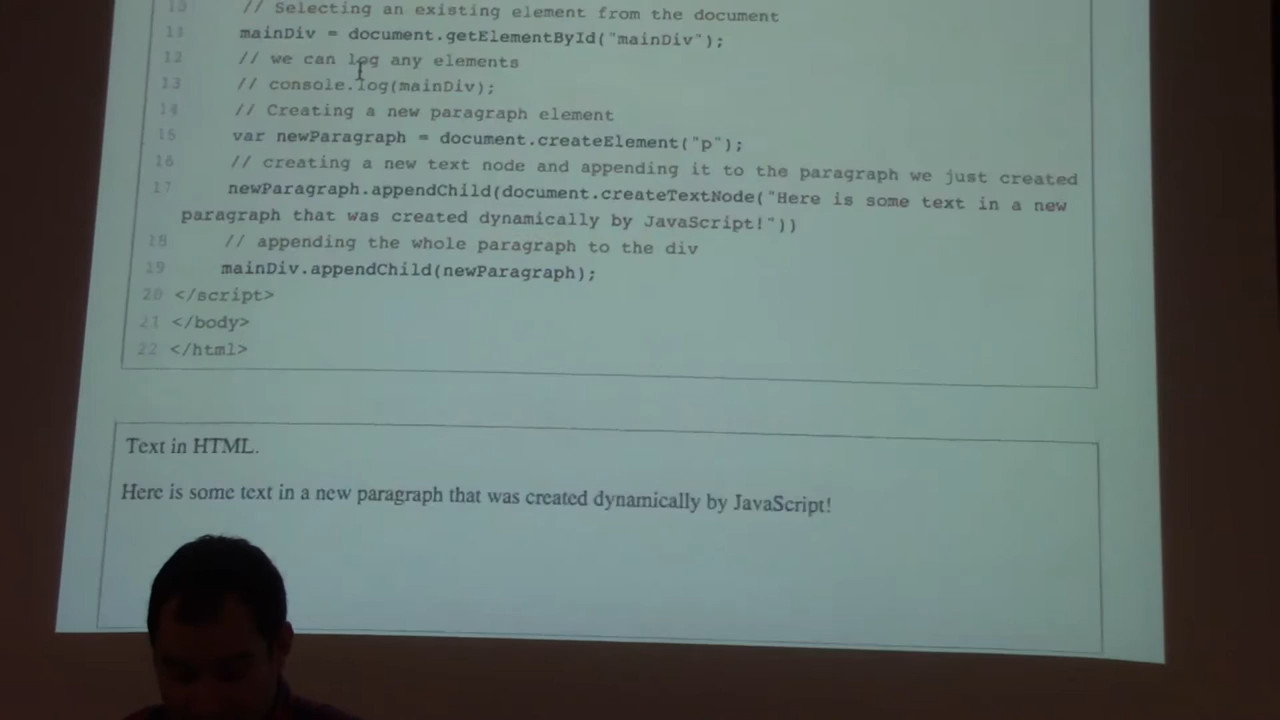 10 // Selecting an existing element from the document
11 mainDiv = document.getElementById("mainDiv");
12 // we can log any elements
13 // console.log(mainDiv);
14 // Creating a new paragraph element
15 var newParagraph = document.createElement("p");
16 // creating a new text node and appending it to the paragraph we just created
17 newParagraph.appendChild(document.createTextNode("Here is some text in a new
paragraph that was created dynamically by JavaScript!"))
18 // appending the whole paragraph to the div
19 mainDiv.appendChild(newParagraph);
20 </script>
21 </body>
22 </html>
Text in HTML.
Here is some text in a new paragraph that was created dynamically by JavaScript!